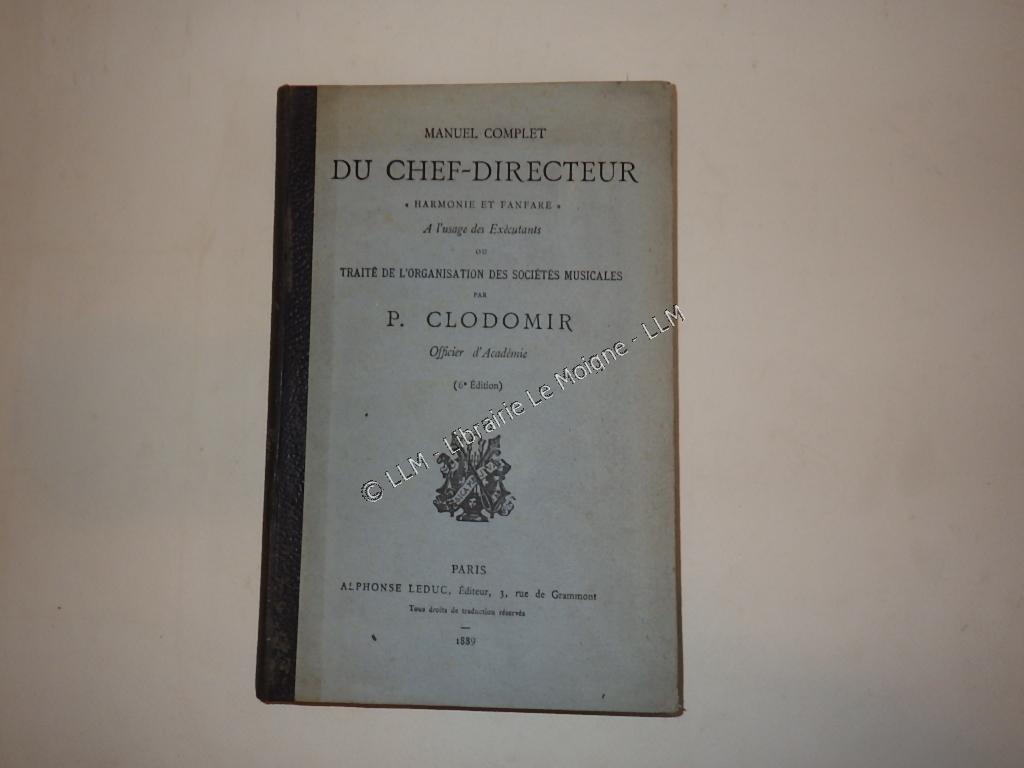 MANUEL COMPLET
DU CHEF-DIRECTEUR
« HARMONIE ET FANFARE »
A l'usage des Exécutants
OU
TRAITÉ DE L'ORGANISATION DES SOCIÉTÉS MUSICALES
PAR
P. CLODOMIR
Officier d'Académie
(6e Édition)
© LLM - Librairie Le Moigne - LLM
PARIS
ALPHONSE LEDUC, Éditeur, 3, rue de Grammont
Tous droits de traduction réservés
1889